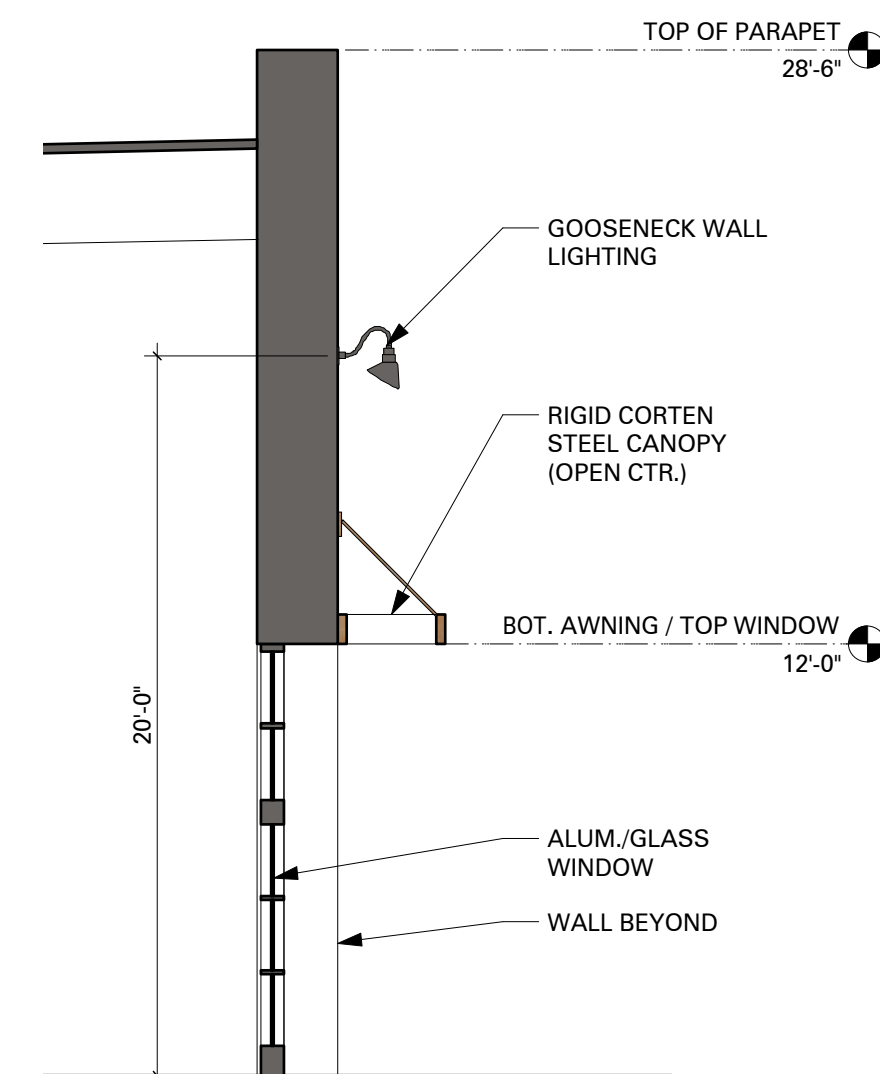 TOP OF PARAPET
28'-6"
GOOSENECK WALL
LIGHTING
RIGID CORTEN
STEEL CANOPY
(OPEN CTR.)
BOT. AWNING / TOP WINDOW
12'-0"
20'-0"
ALUM./GLASS
WINDOW
WALL BEYOND